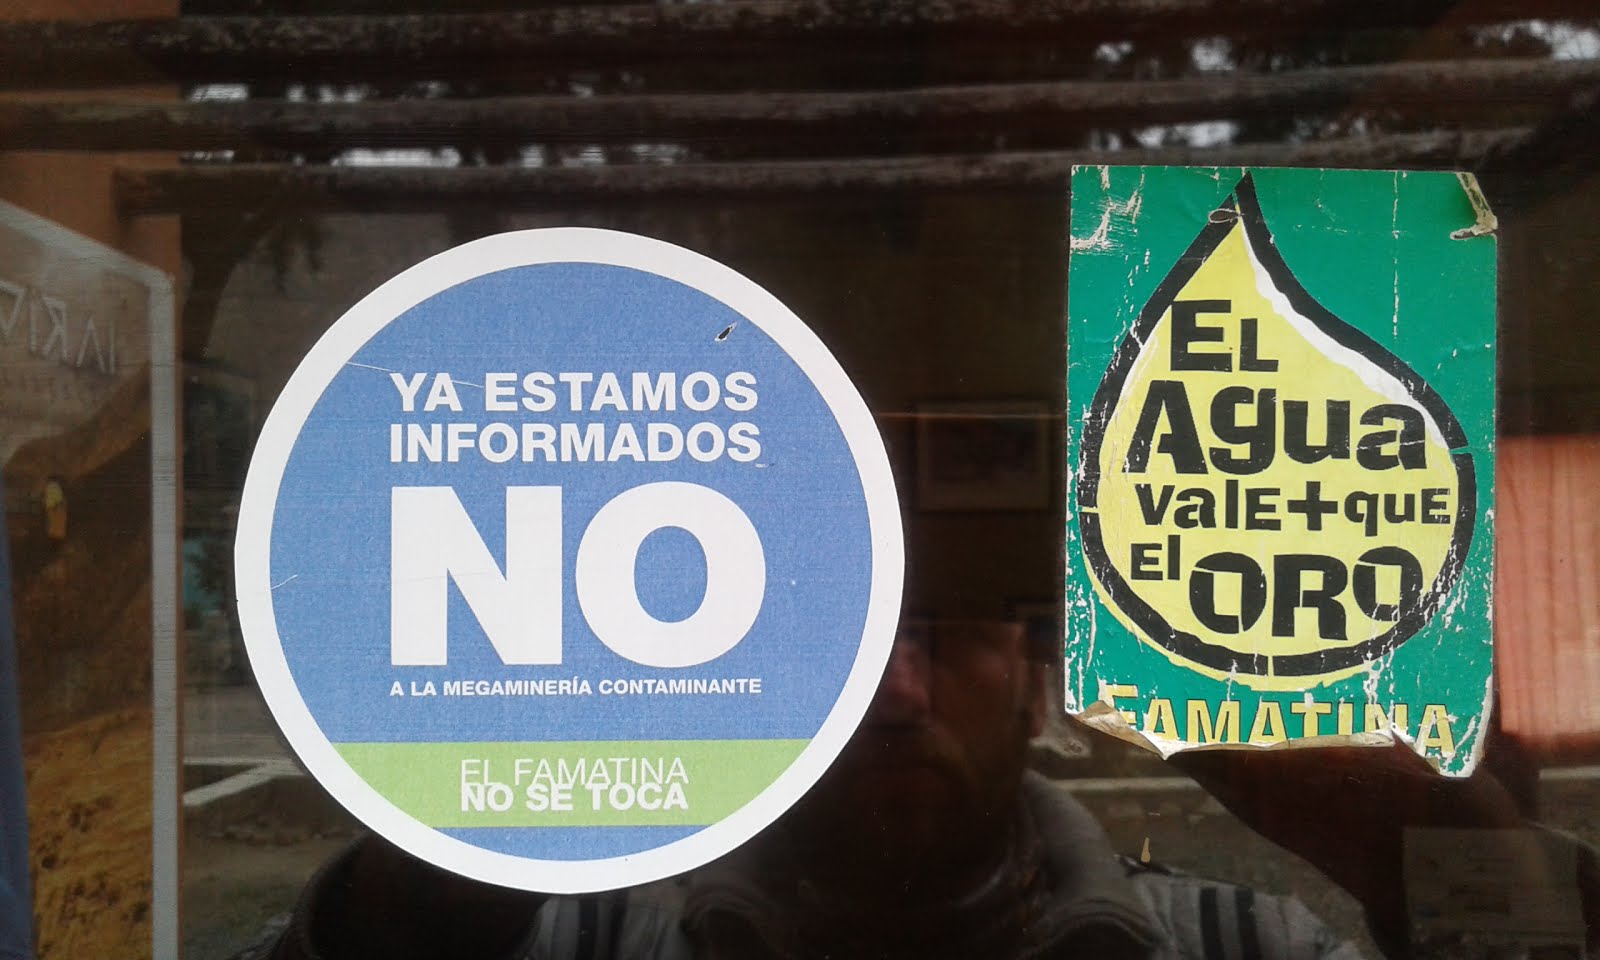 YA ESTAMOS
INFORMADOS
NO
A LA MEGAMINERÍA CONTAMINANTE
EL FAMATINA
NO SE TOCA
EL
AGUA
VALE + QUE
El ORO
FAMATINA